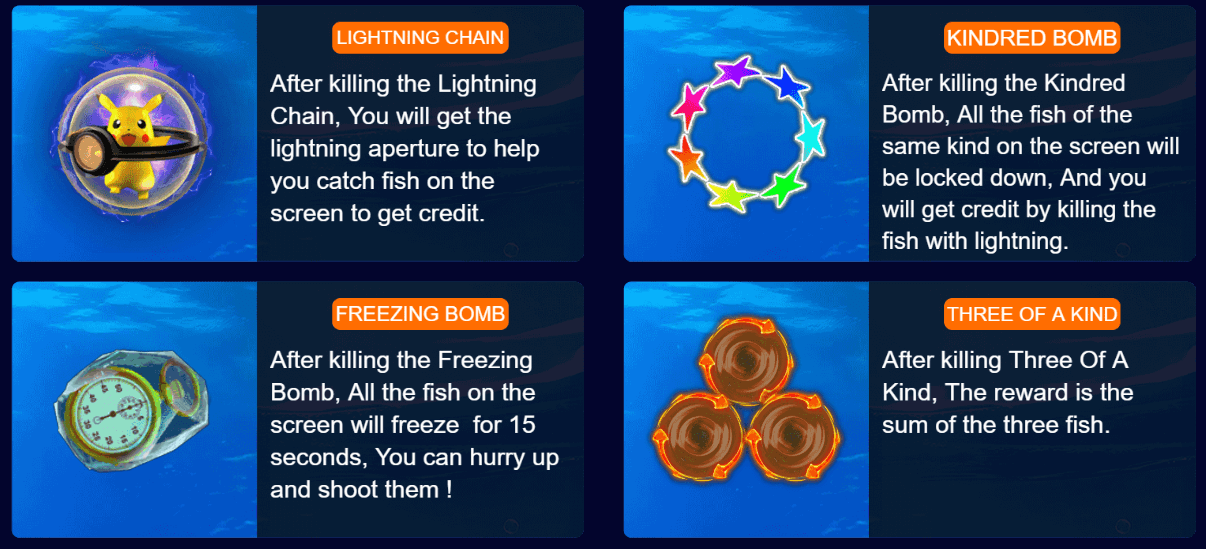 LIGHTNING CHAIN
After killing the Lightning
Chain, You will get the
lightning aperture to help
you catch fish on the
screen to get credit.
KINDRED BOMB
After killing the Kindred
Bomb, All the fish of the
same kind on the screen will
be locked down, And you
will get credit by killing the
fish with lightning.
FREEZING BOMB
After killing the Freezing
Bomb, All the fish on the
screen will freeze  for 15
seconds, You can hurry up
and shoot them !
THREE OF A KIND
After killing Three Of A
Kind, The reward is the
sum of the three fish.